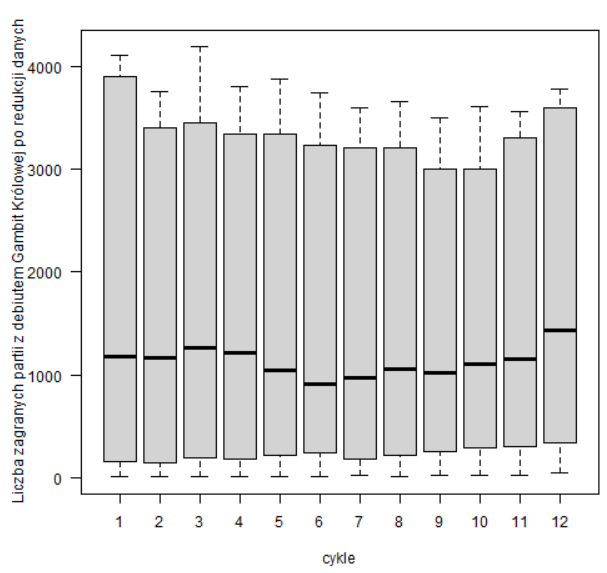 Liczba zagranych partii z debiutem Gambit Królowej po redukcji danych
4000
3000
2000
1000
0
1 2 3 4 5 6 7 8 9 10 11 12
cykle